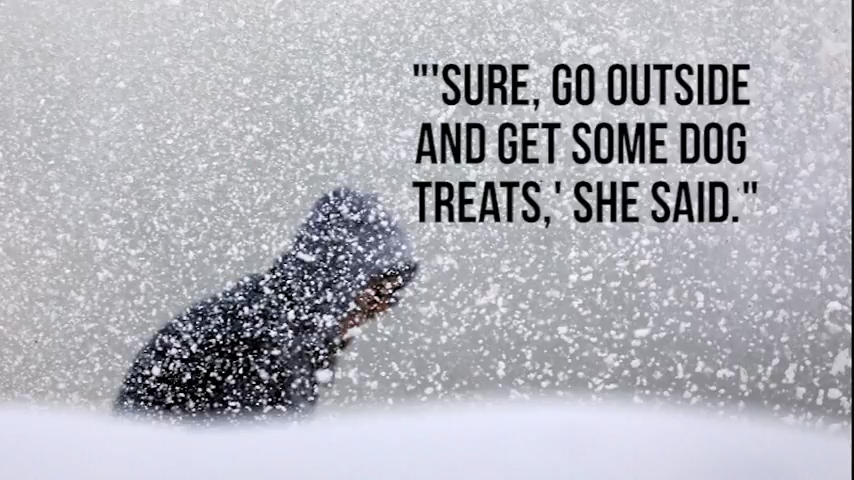 "'SURE, GO OUTSIDE
AND GET SOME DOG
TREATS,' SHE SAID."